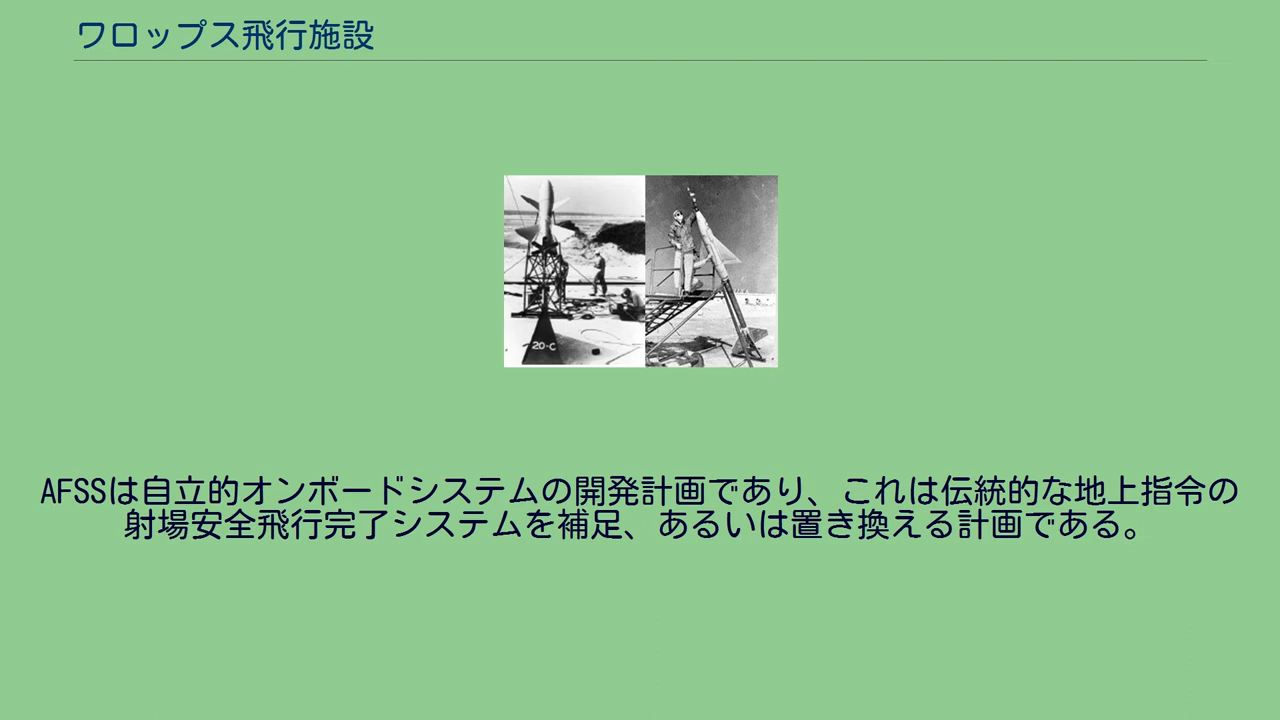 ワロップス飛行施設
20-C
AFSSは自立的オンボードシステムの開発計画であり、これは伝統的な地上指令の
射場安全飛行完了システムを補足、あるいは置き換える計画である。